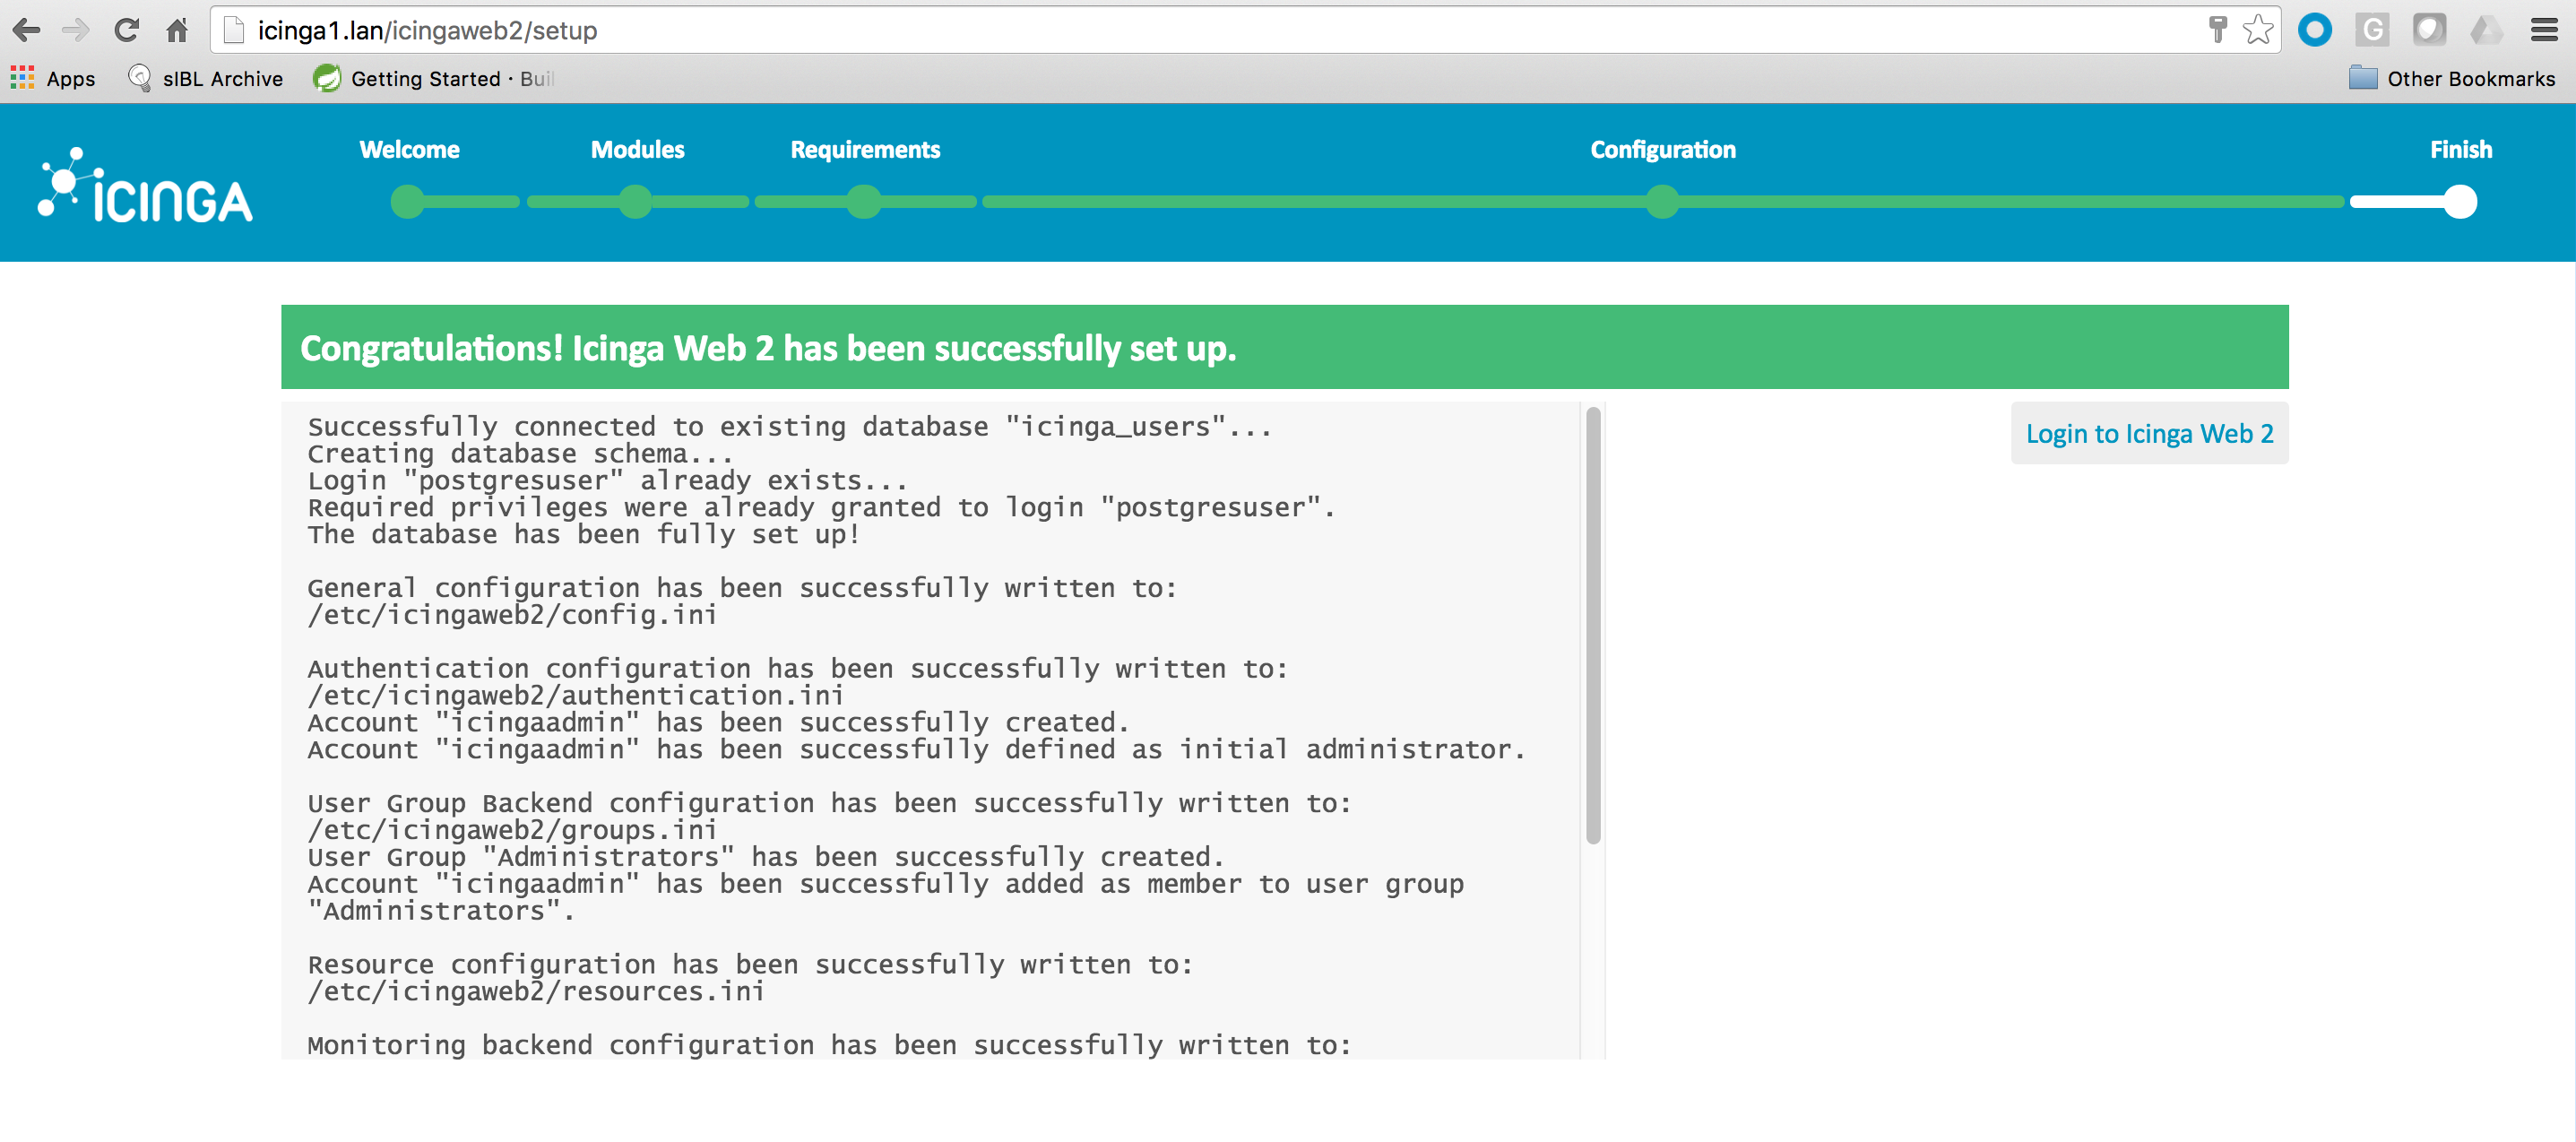 icinga1.lan/icingaweb2/setup
G
Apps
sIBL Archive
Getting Started · Buil
Other Bookmarks
Welcome
Modules
Requirements
Configuration
Finish
ICINGA
Congratulations! Icinga Web 2 has been successfully set up.
Successfully connected to existing database "icinga_users"...
Creating database schema...
Login "postgresuser" already exists...
Required privileges were already granted to login "postgresuser".
The database has been fully set up!
General configuration has been successfully written to:
/etc/icingaweb2/config.ini
Authentication configuration has been successfully written to:
/etc/icingaweb2/authentication.ini
Account "icingaadmin" has been successfully created.
Account "icingaadmin" has been successfully defined as initial administrator.
User Group Backend configuration has been successfully written to:
/etc/icingaweb2/groups.ini
User Group "Administrators" has been successfully created.
Account "icingaadmin" has been successfully added as member to user group
"Administrators".
Resource configuration has been successfully written to:
/etc/icingaweb2/resources.ini
Monitoring backend configuration has been successfully written to:
Login to Icinga Web 2